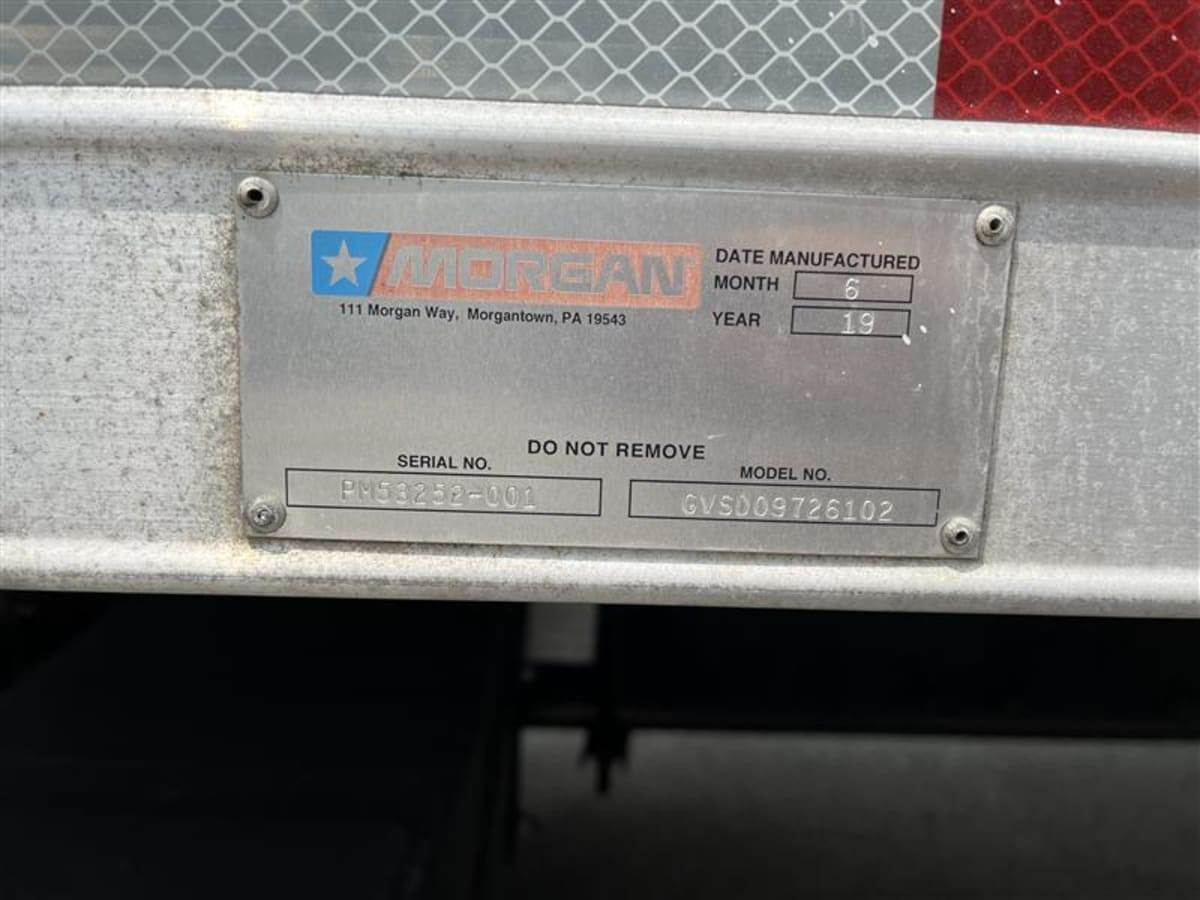 MORGAN
111 Morgan Way, Morgantown, PA 19543
DATE MANUFACTURED
MONTH 6
YEAR 19
DO NOT REMOVE
SERIAL NO.
PM53252-001
MODEL NO.
GVSD09726102